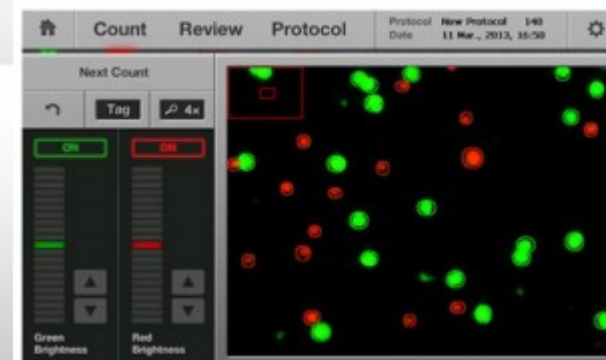 Count Review Protocol
Protocol New Protocol 140
Date 11 Mar., 2013, 16:50
Next Count
Tag 4x
ON ON
Green Brightness
Red Brightness